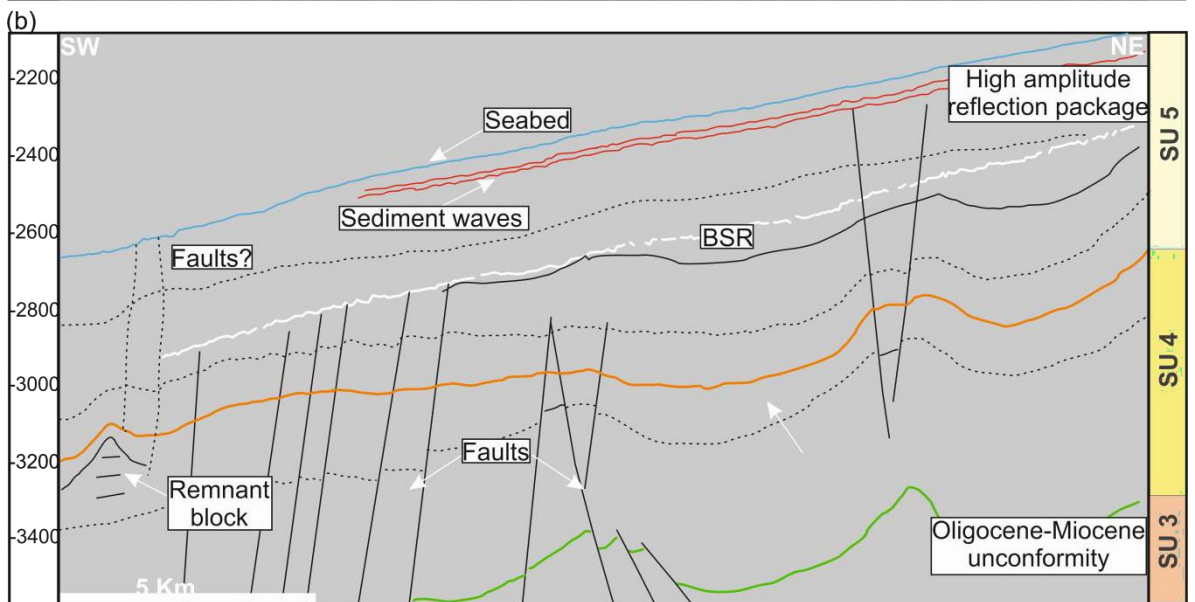 (b)
SW
NE
-2200
-2400
-2600
-2800
-3000
-3200
-3400
High amplitude
reflection package
Seabed
Sediment waves
BSR
Faults?
Faults
Remnant
block
Oligocene-Miocene
unconformity
5 Km
SU 5
SU 4
SU 3